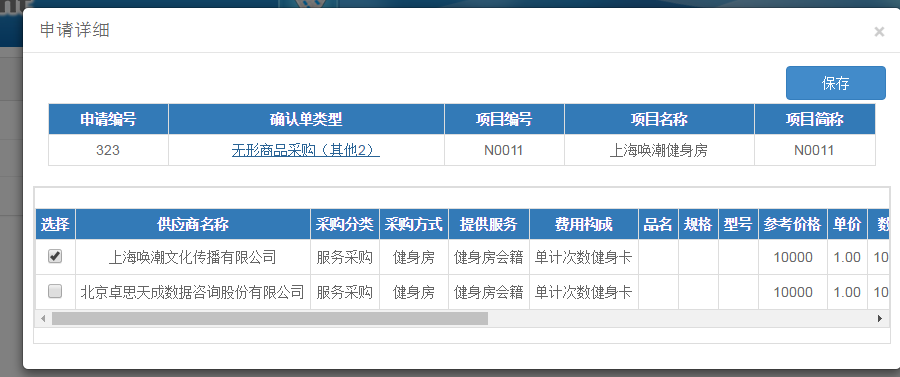 申请详细 ×
保存
申请编号 确认单类型 项目编号 项目名称 项目简称
323 无形商品采购（其他2） N0011 上海唤潮健身房 N0011
选择 供应商名称 采购分类 采购方式 提供服务 费用构成 品名 规格 型号 参考价格 单价
上海唤潮文化传播有限公司 服务采购 健身房 健身房会籍 单计次数健身卡 10000 1.00 10
北京卓思天成数据咨询股份有限公司 服务采购 健身房 健身房会籍 单计次数健身卡 10000 1.00 10